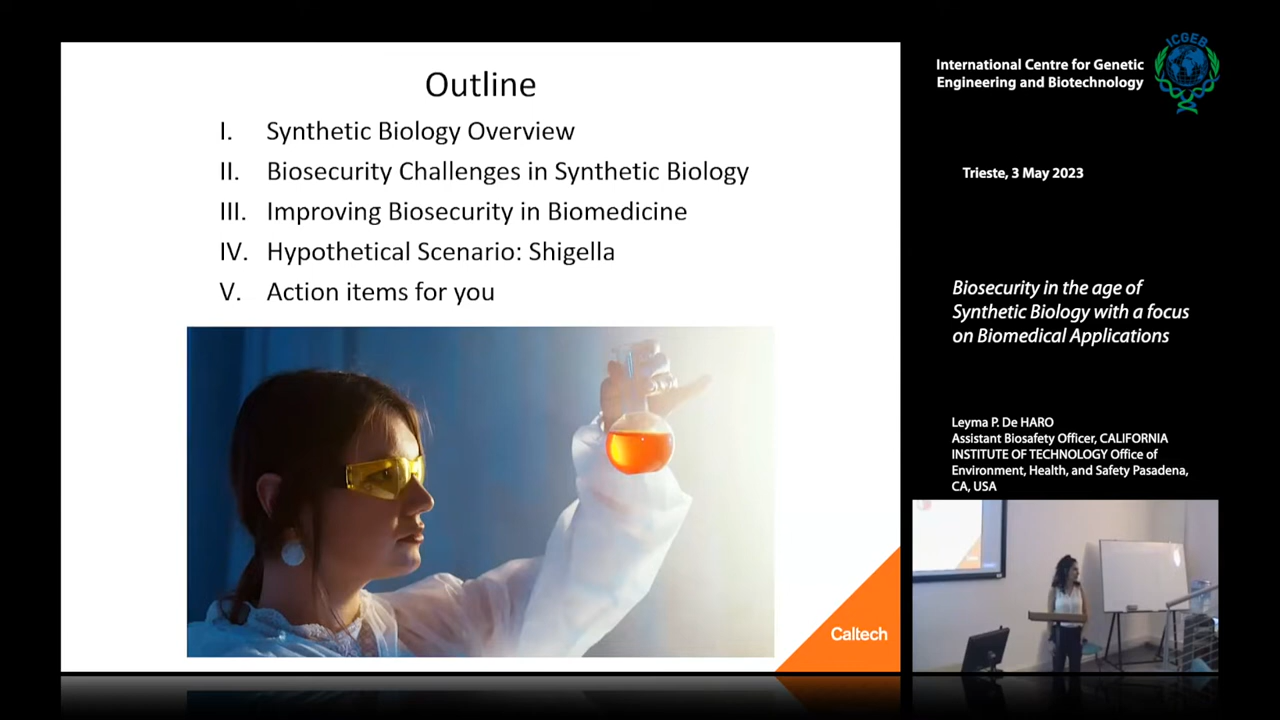 Outline
I. Synthetic Biology Overview
II. Biosecurity Challenges in Synthetic Biology
III. Improving Biosecurity in Biomedicine
IV. Hypothetical Scenario: Shigella
V. Action items for you
Caltech
International Centre for Genetic
Engineering and Biotechnology
ICGEB
Trieste, 3 May 2023
Biosecurity in the age of
Synthetic Biology with a focus
on Biomedical Applications
Leyma P. De HARO
Assistant Biosafety Officer, CALIFORNIA
INSTITUTE OF TECHNOLOGY Office of
Environment, Health, and Safety Pasadena,
CA, USA